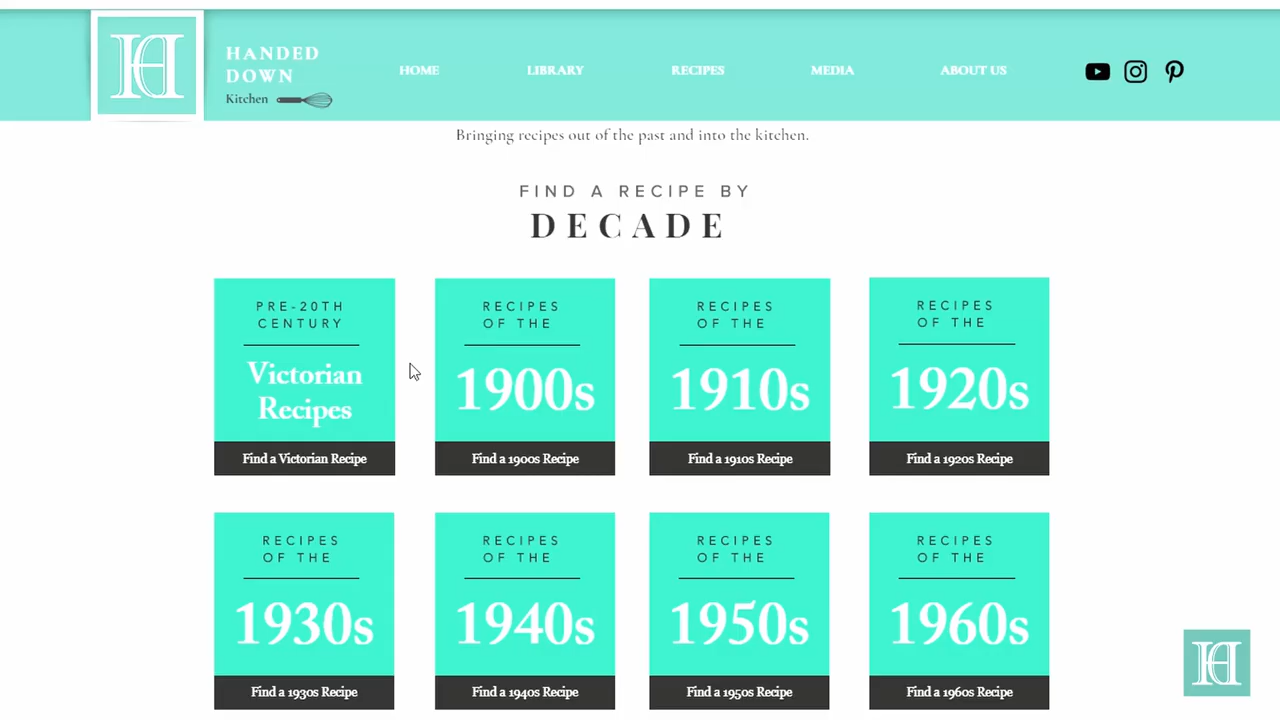 HANDED
DOWN
Kitchen
HOME LIBRARY RECIPES MEDIA ABOUT US
Bringing recipes out of the past and into the kitchen.
FIND A RECIPE BY
DECADE
PRE-20TH
CENTURY
Victorian
Recipes
Find a Victorian Recipe
RECIPES
OF THE
1900s
Find a 1900s Recipe
RECIPES
OF THE
1910s
Find a 1910s Recipe
RECIPES
OF THE
1920s
Find a 1920s Recipe
RECIPES
OF THE
1930s
Find a 1930s Recipe
RECIPES
OF THE
1940s
Find a 1940s Recipe
RECIPES
OF THE
1950s
Find a 1950s Recipe
RECIPES
OF THE
1960s
Find a 1960s Recipe